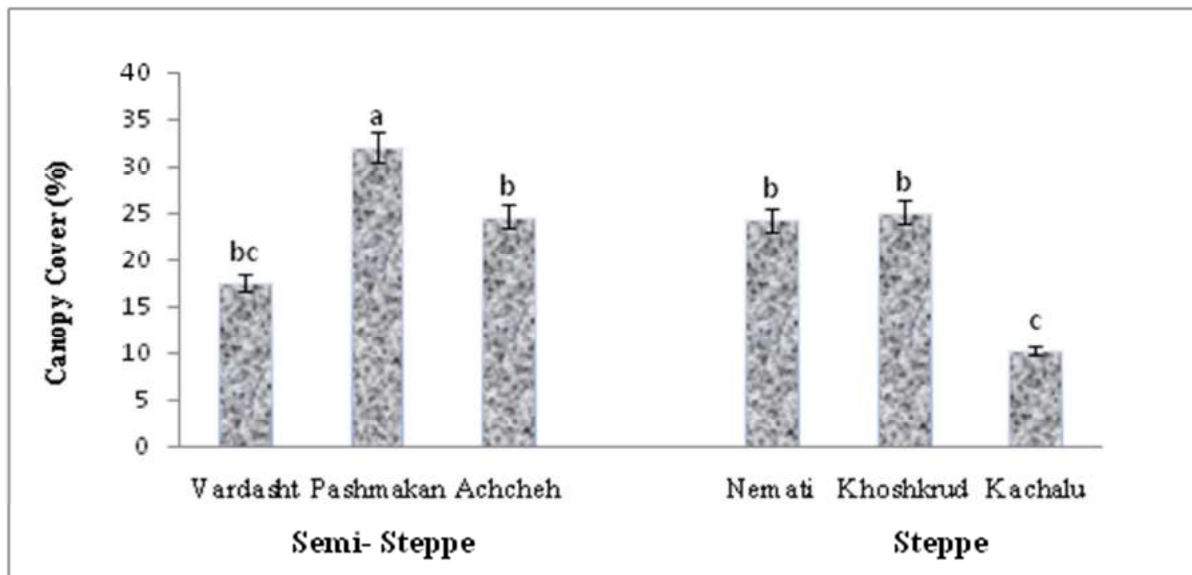 40
35
30
25
20
15
10
5
0
Canopy Cover (%)
bc
a
b
b
b
c
Vardasht Pashmakan Achcheh Nemati Khoshkrud Kachalu
Semi- Steppe Steppe